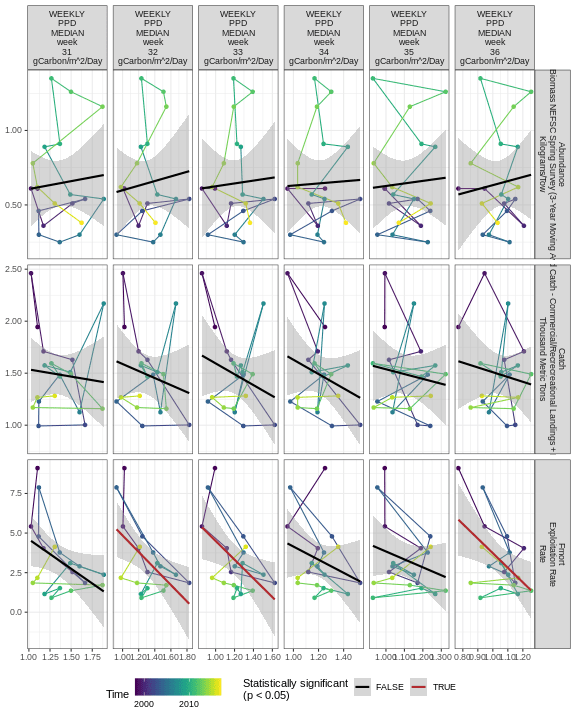 WEEKLY WEEKLY WEEKLY WEEKLY WEEKLY WEEKLY
PPD PPD PPD PPD PPD PPD
MEDIAN MEDIAN MEDIAN MEDIAN MEDIAN MEDIAN
week week week week week week
31 32 33 34 35 36
gCarbon/m^2/Day gCarbon/m^2/Day gCarbon/m^2/Day gCarbon/m^2/Day gCarbon/m^2/Day gCarbon/m^2/Day
1.00
0.50
Abundance
Biomass NEFSC Spring Survey (3-Year Moving
Kilograms/Tow
2.50
2.00
1.50
1.00
Catch
Catch - Commercial/Recreational Landings +
Thousand Metric Tons
7.5
5.0
2.5
0.0
Fmort
Exploitation Rate
Rate
1.00 1.25 1.50 1.75 1.00 1.20 1.40 1.60 1.80 1.00 1.20 1.40 1.60 1.00 1.20 1.40 1.000 1.100 1.200 1.300 0.80 0.90 1.00 1.10 1.20
Time
2000 2010
Statistically significant
(p < 0.05)
FALSE TRUE